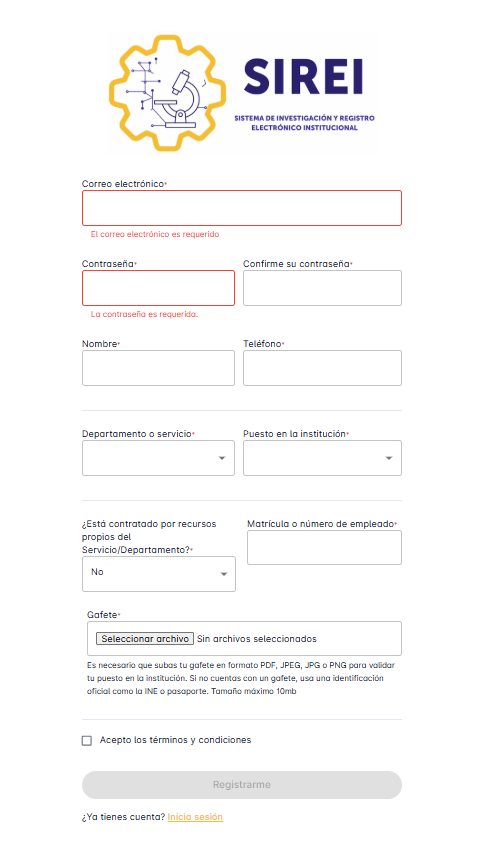 SIREI
SISTEMA DE INVESTIGACIÓN Y REGISTRO
ELECTRÓNICO INSTITUCIONAL
Correo electrónico*
El correo electrónico es requerido
Contraseña*
Confirme su contraseña*
La contraseña es requerida.
Nombre*
Teléfono*
Departamento o servicio*
Puesto en la institución*
¿Está contratado por recursos
propios del
Servicio/Departamento?*
No
Matrícula o número de empleado*
Gafete*
Seleccionar archivo Sin archivos seleccionados
Es necesario que subas tu gafete en formato PDF, JPEG, JPG o PNG para validar
tu puesto en la institución. Si no cuentas con un gafete, usa una identificación
oficial como la INE o pasaporte. Tamaño máximo 10mb
Acepto los términos y condiciones
Registrarme
¿Ya tienes cuenta? Inicia sesión